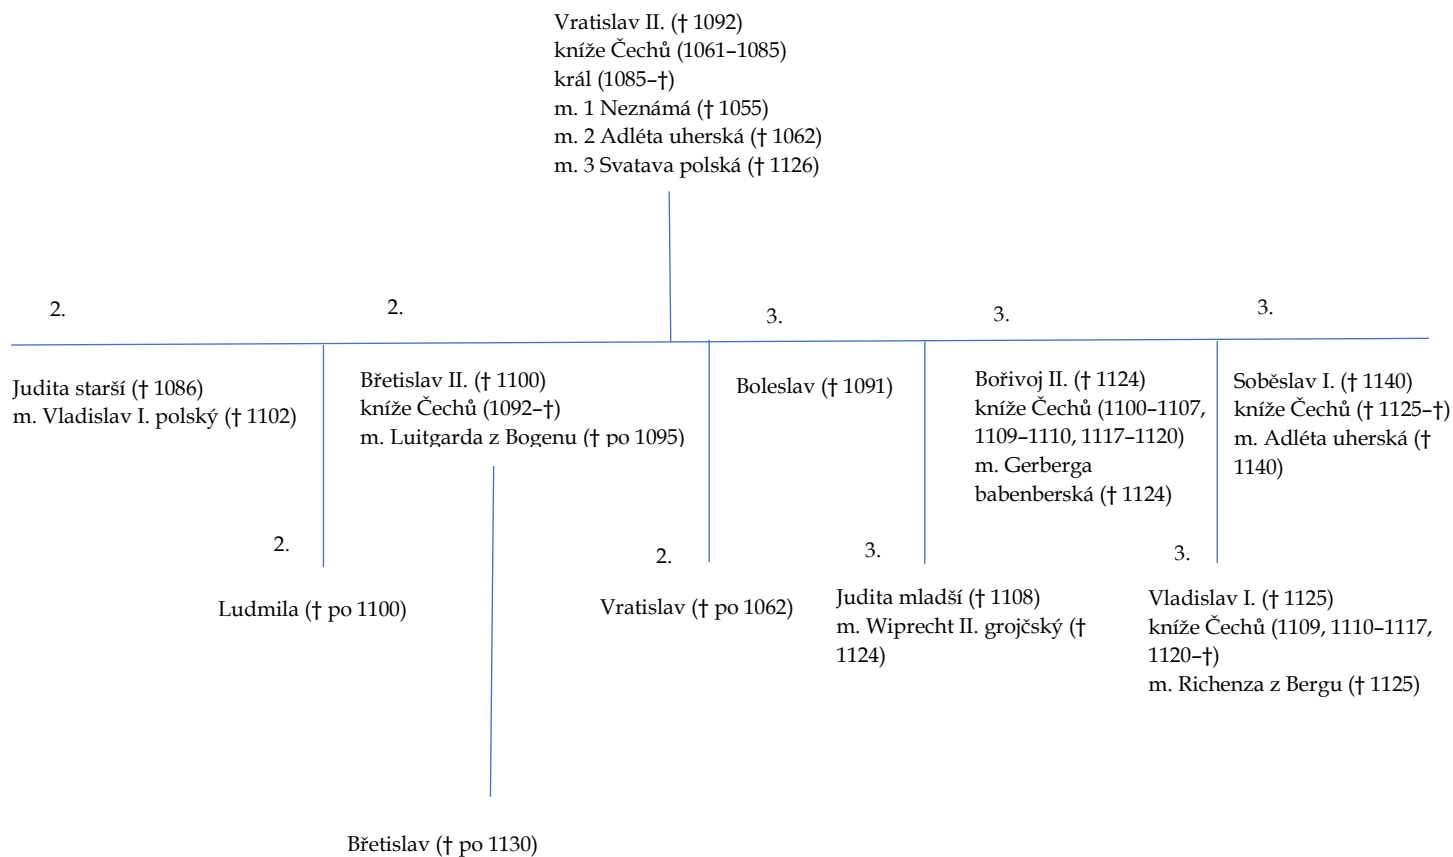 Vratislav II. († 1092)
kníže Čechů (1061–1085)
král (1085–†)
m. 1 Neznámá († 1055)
m. 2 Adléta uherská († 1062)
m. 3 Svatava polská († 1126)
2.
2.
3.
3.
3.
Judita starší († 1086)
m. Vladislav I. polský († 1102)
Břetislav II. († 1100)
kníže Čechů (1092–†)
m. Luitgarda z Bogenu († po 1095)
Boleslav († 1091)
Bořivoj II. († 1124)
kníže Čechů (1100–1107,
1109–1110, 1117–1120)
m. Gerberga
babenberská († 1124)
Soběslav I. († 1140)
kníže Čechů († 1125–†)
m. Adléta uherská (†
1140)
2.
2.
3.
3.
Ludmila († po 1100)
Vratislav († po 1062)
Judita mladší († 1108)
m. Wiprecht II. grojčský (†
1124)
Vladislav I. († 1125)
kníže Čechů (1109, 1110–1117,
1120–†)
m. Richenza z Bergu († 1125)
Břetislav († po 1130)